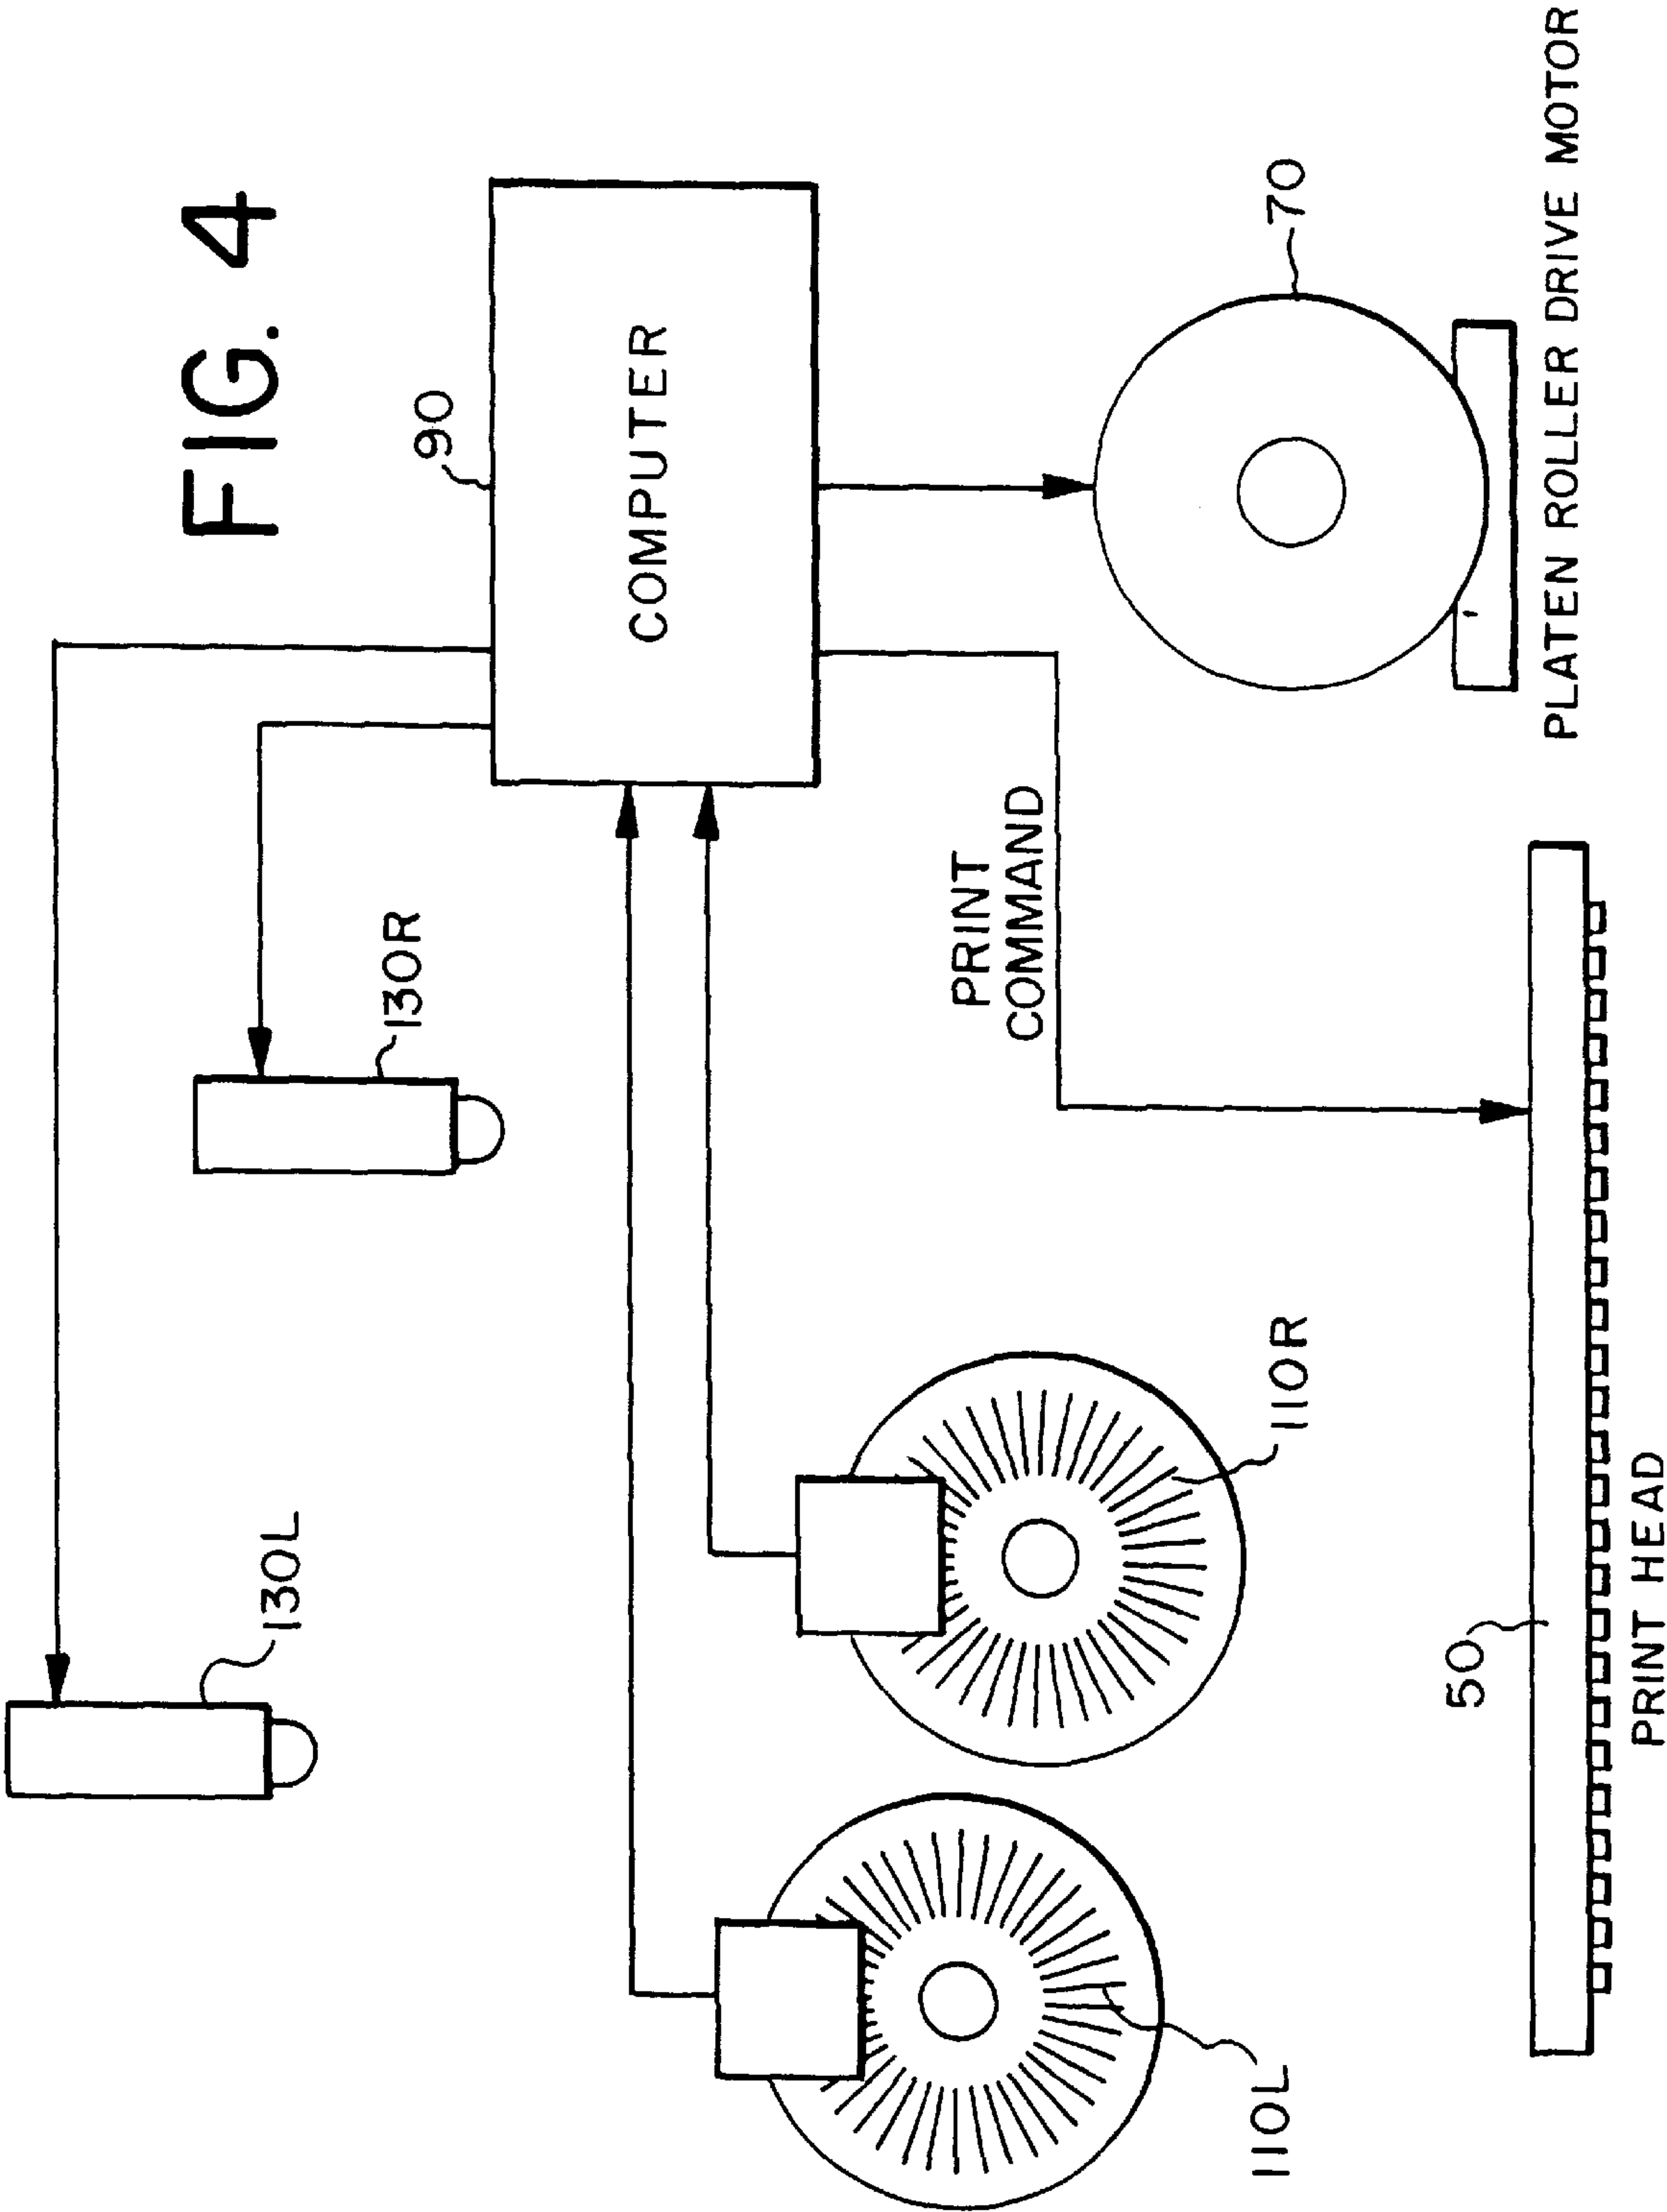 FIG. 4
130L
130R
90
COMPUTER
110L
110R
PRINT
COMMAND
70
50
PRINT HEAD
PLATEN ROLLER DRIVE MOTOR